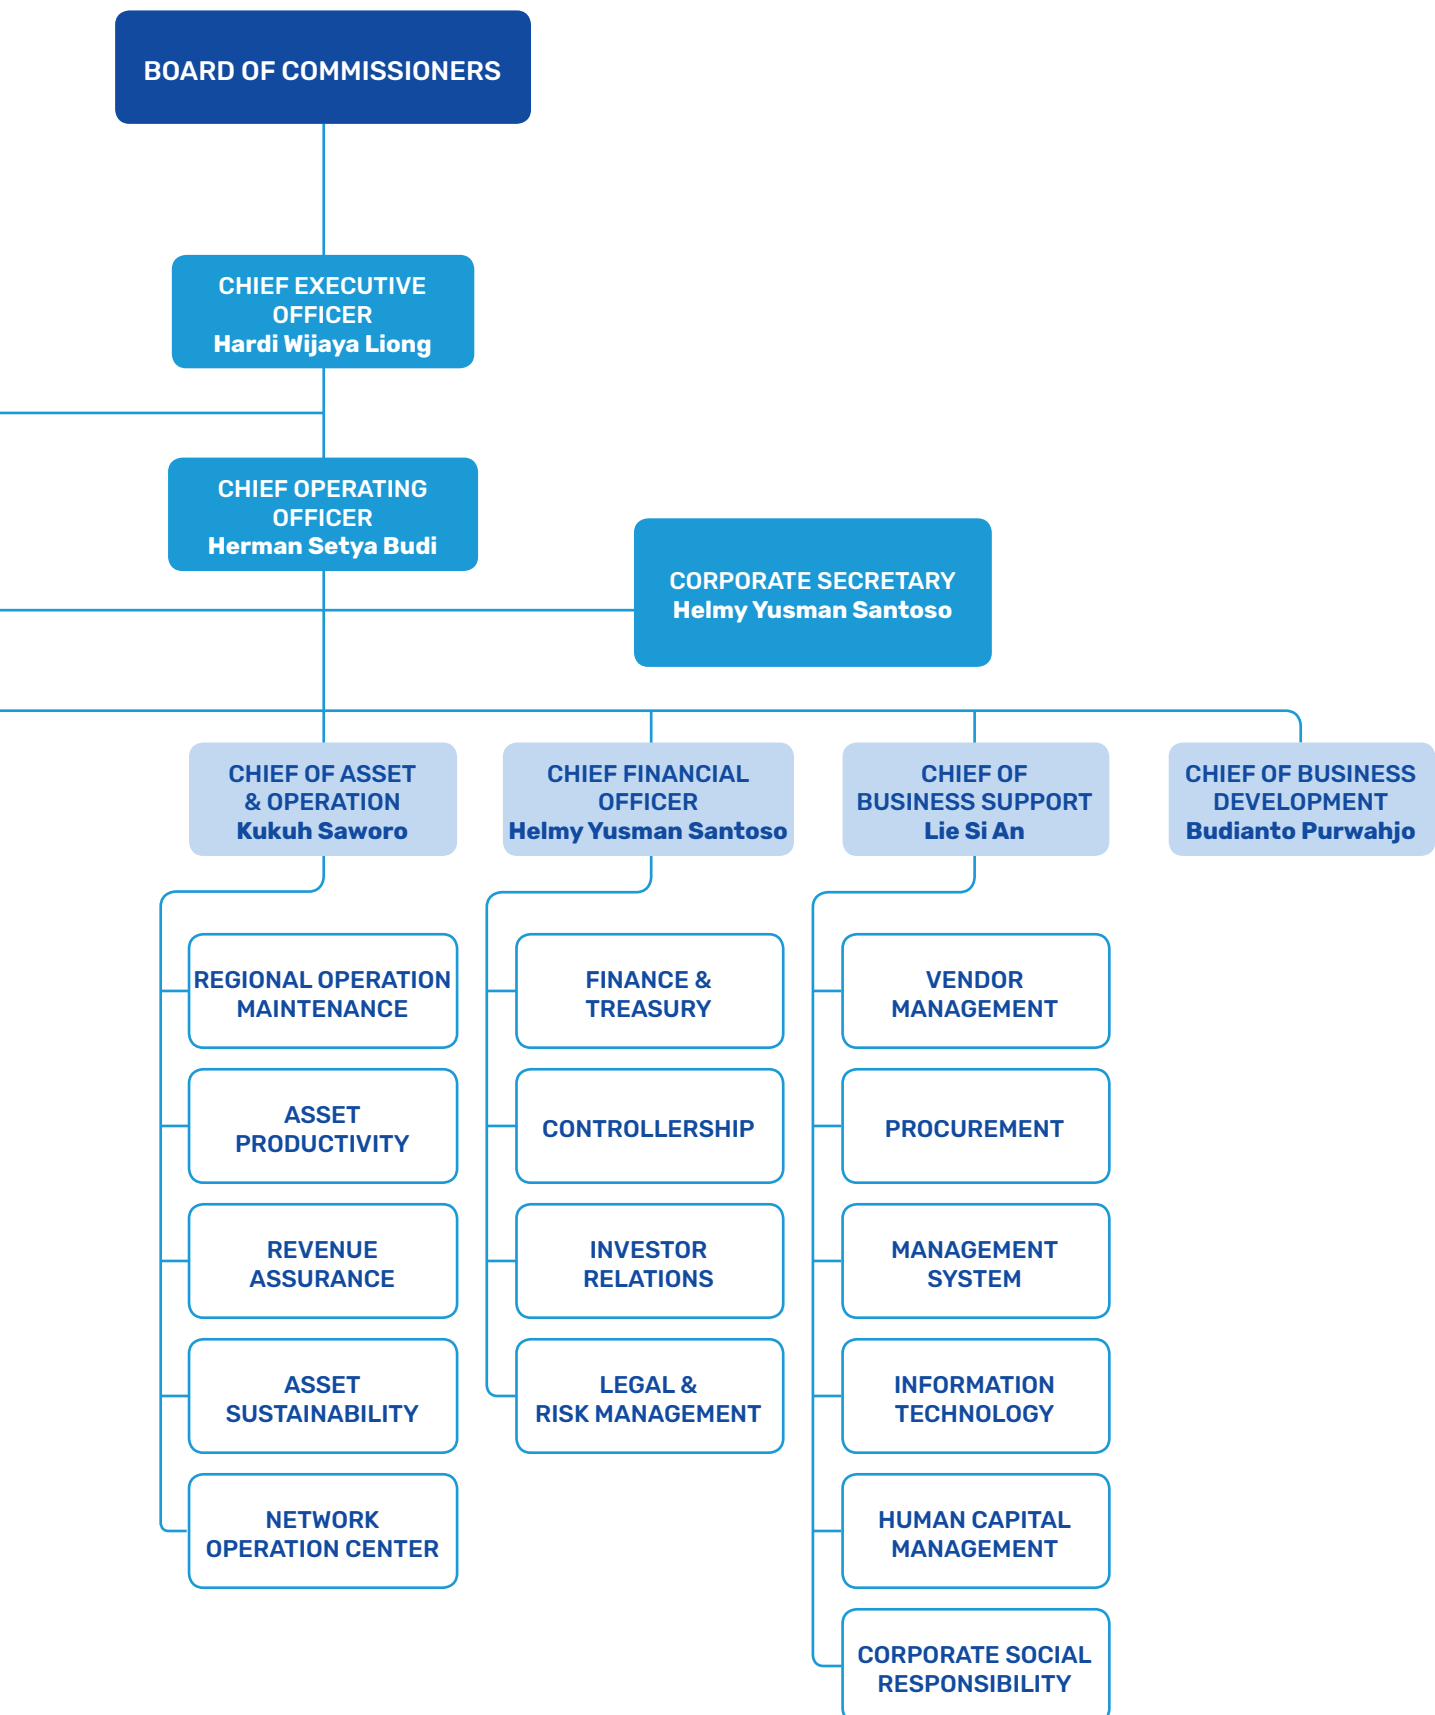 BOARD OF COMMISSIONERS
CHIEF EXECUTIVE
OFFICER
Hardi Wijaya Liong
CHIEF OPERATING
OFFICER
Herman Setya Budi
CORPORATE SECRETARY
Helmy Yusman Santoso
CHIEF OF ASSET
& OPERATION
Kukuh Saworo
CHIEF FINANCIAL
OFFICER
Helmy Yusman Santoso
CHIEF OF
BUSINESS SUPPORT
Lie Si An
CHIEF OF BUSINESS
DEVELOPMENT
Budianto Purwahjo
REGIONAL OPERATION
MAINTENANCE
ASSET
PRODUCTIVITY
REVENUE
ASSURANCE
ASSET
SUSTAINABILITY
NETWORK
OPERATION CENTER
FINANCE &
TREASURY
CONTROLLERSHIP
INVESTOR
RELATIONS
LEGAL &
RISK MANAGEMENT
VENDOR
MANAGEMENT
PROCUREMENT
MANAGEMENT
SYSTEM
INFORMATION
TECHNOLOGY
HUMAN CAPITAL
MANAGEMENT
CORPORATE SOCIAL
RESPONSIBILITY